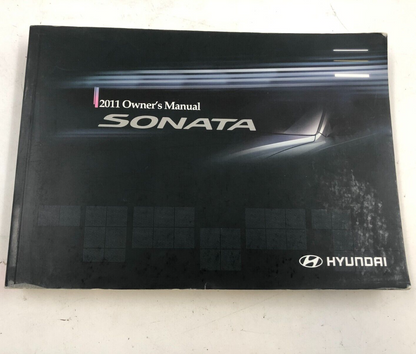 2011 Owner's Manual
SONATA
HYUNDAI